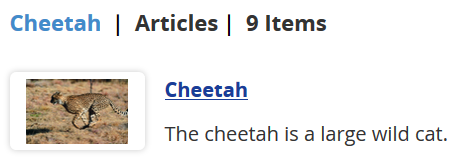 Cheetah | Articles | 9 Items
Cheetah
The cheetah is a large wild cat.